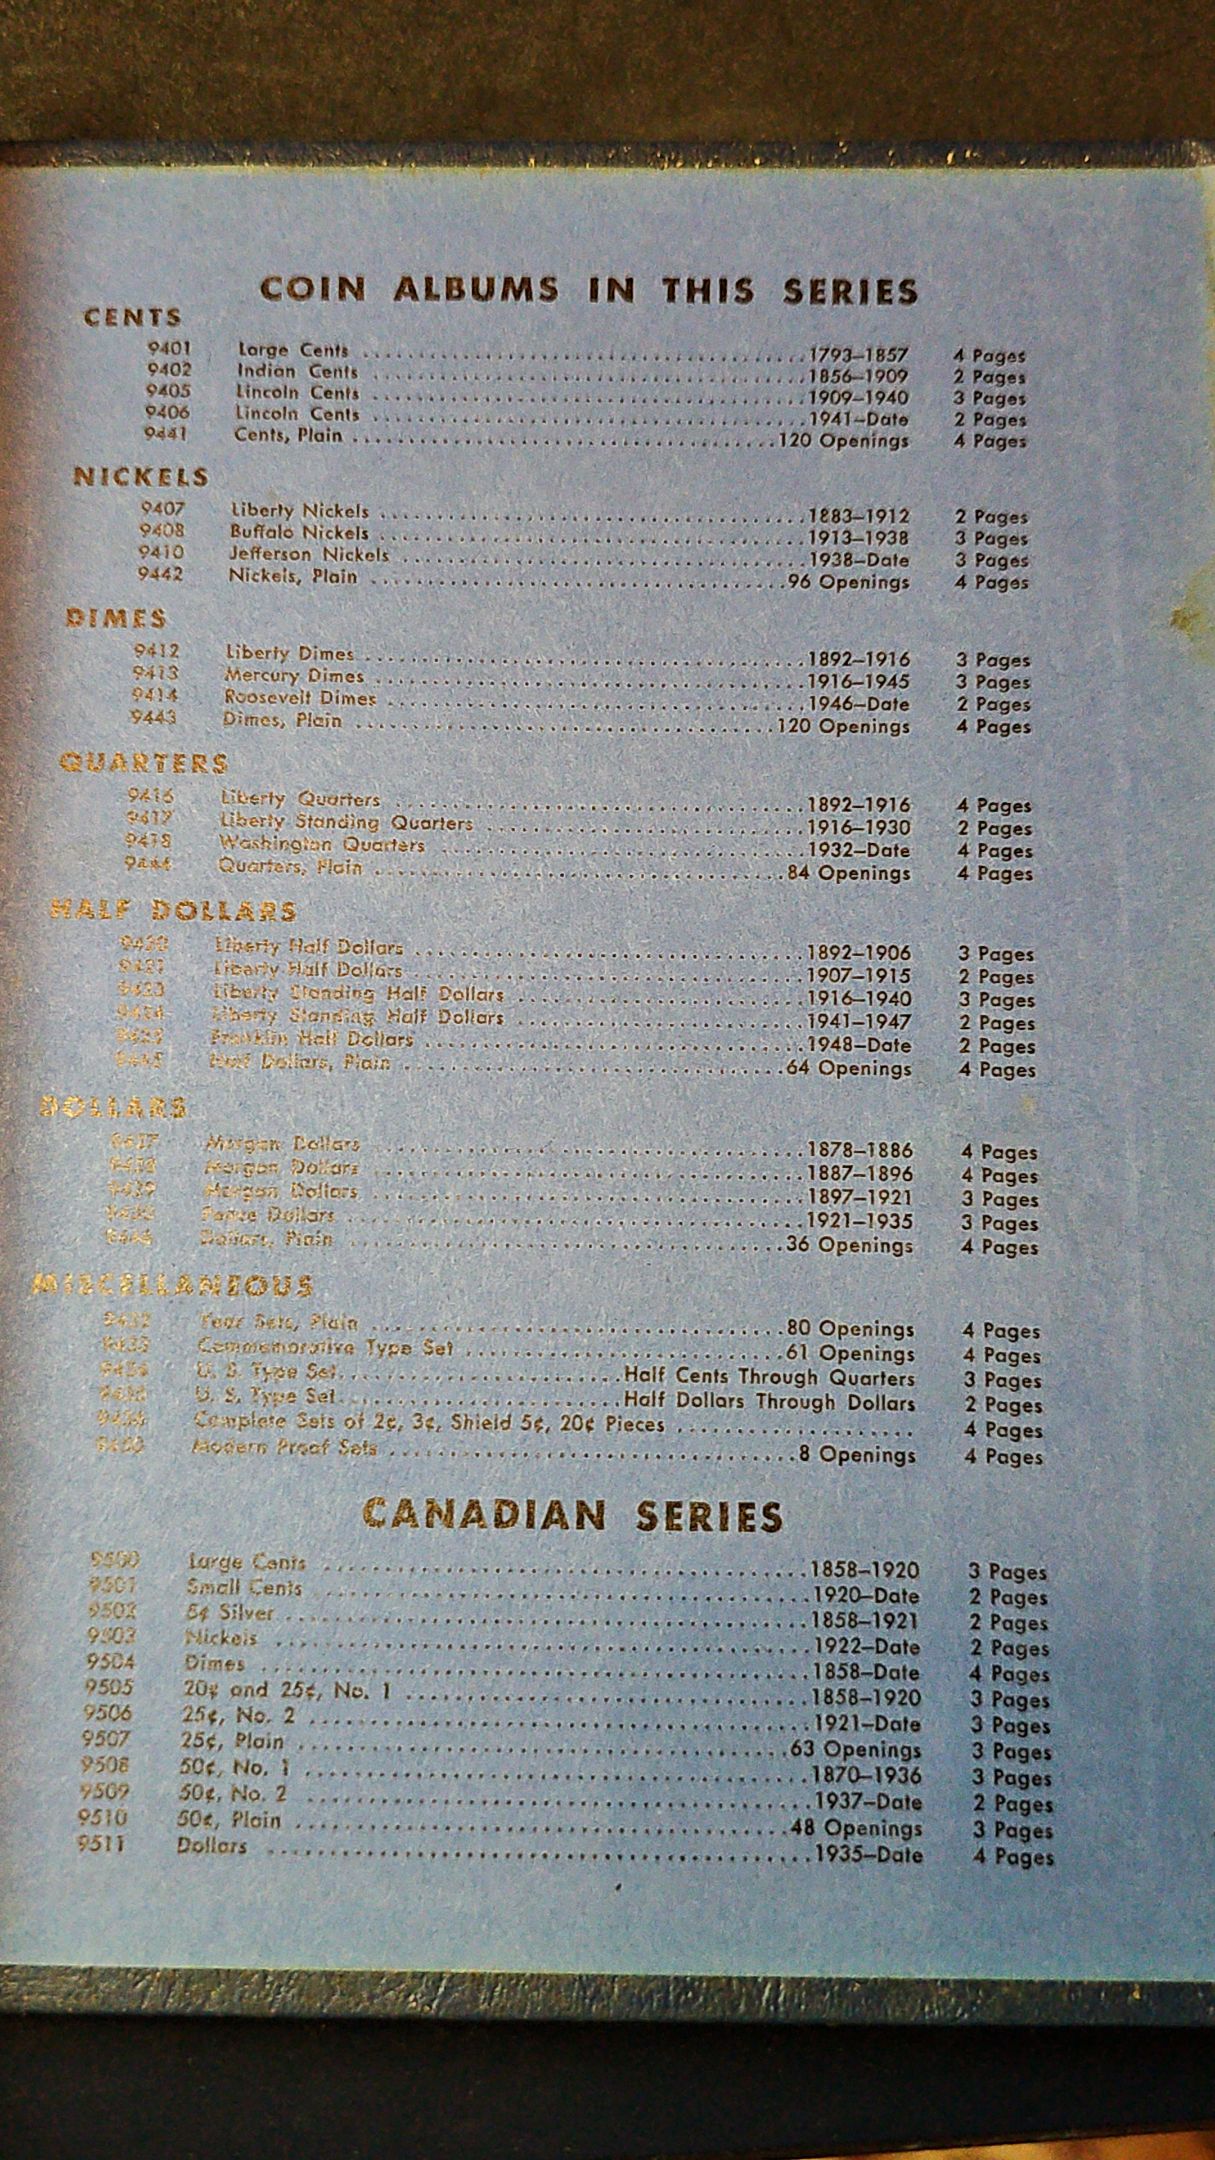 COIN ALBUMS IN THIS SERIES
CENTS
9401 Large Cents ........ 1793–1857 4 Pages
9402 Indian Cents ........ 1856–1909 2 Pages
9405 Lincoln Cents ........ 1909–1940 3 Pages
9406 Lincoln Cents ........ 1941–Date 2 Pages
9441 Cents, Plain ........ 120 Openings 4 Pages
NICKELS
9407 Liberty Nickels ........ 1883–1912 2 Pages
9408 Buffalo Nickels ........ 1913–1938 3 Pages
9410 Jefferson Nickels ........ 1938–Date 3 Pages
9442 Nickels, Plain ........ 96 Openings 4 Pages
DIMES
9412 Liberty Dimes ........ 1892–1916 3 Pages
9413 Mercury Dimes ........ 1916–1945 3 Pages
9414 Roosevelt Dimes ........ 1946–Date 2 Pages
9443 Dimes, Plain ........ 120 Openings 4 Pages
QUARTERS
9416 Liberty Quarters ........ 1892–1916 4 Pages
9417 Liberty Standing Quarters ........ 1916–1930 2 Pages
9418 Washington Quarters ........ 1932–Date 4 Pages
9444 Quarters, Plain ........ 84 Openings 4 Pages
HALF DOLLARS
9420 Liberty Half Dollars ........ 1892–1906 3 Pages
9421 Liberty Half Dollars ........ 1907–1915 2 Pages
9423 Liberty Standing Half Dollars ........ 1916–1940 3 Pages
9424 Liberty Standing Half Dollars ........ 1941–1947 2 Pages
Franklin Half Dollars ........ 1948–Date 2 Pages
9445 Half Dollars, Plain ........ 64 Openings 4 Pages
DOLLARS
Morgan Dollars ........ 1878–1886 4 Pages
Morgan Dollars ........ 1887–1896 4 Pages
Morgan Dollars ........ 1897–1921 3 Pages
Peace Dollars ........ 1921–1935 3 Pages
Dollars, Plain ........ 36 Openings 4 Pages
MISCELLANEOUS
Year Sets, Plain ........ 80 Openings 4 Pages
Commemorative Type Set ........ 61 Openings 4 Pages
U. S. Type Set ........ Half Cents Through Quarters 3 Pages
U. S. Type Set ........ Half Dollars Through Dollars 2 Pages
Complete Sets of 2¢, 3¢, Shield 5¢, 20¢ Pieces ........ 4 Pages
Modern Proof Sets ........ 8 Openings 4 Pages
CANADIAN SERIES
9500 Large Cents ........ 1858–1920 3 Pages
9501 Small Cents ........ 1920–Date 2 Pages
9502 5¢ Silver ........ 1858–1921 2 Pages
9503 Nickels ........ 1922–Date 2 Pages
9504 Dimes ........ 1858–Date 4 Pages
9505 20¢ and 25¢, No. 1 ........ 1858–1920 3 Pages
9506 25¢, No. 2 ........ 1921–Date 3 Pages
9507 25¢, Plain ........ 63 Openings 3 Pages
9508 50¢, No. 1 ........ 1870–1936 3 Pages
9509 50¢, No. 2 ........ 1937–Date 2 Pages
9510 50¢, Plain ........ 48 Openings 3 Pages
9511 Dollars ........ 1935–Date 4 Pages